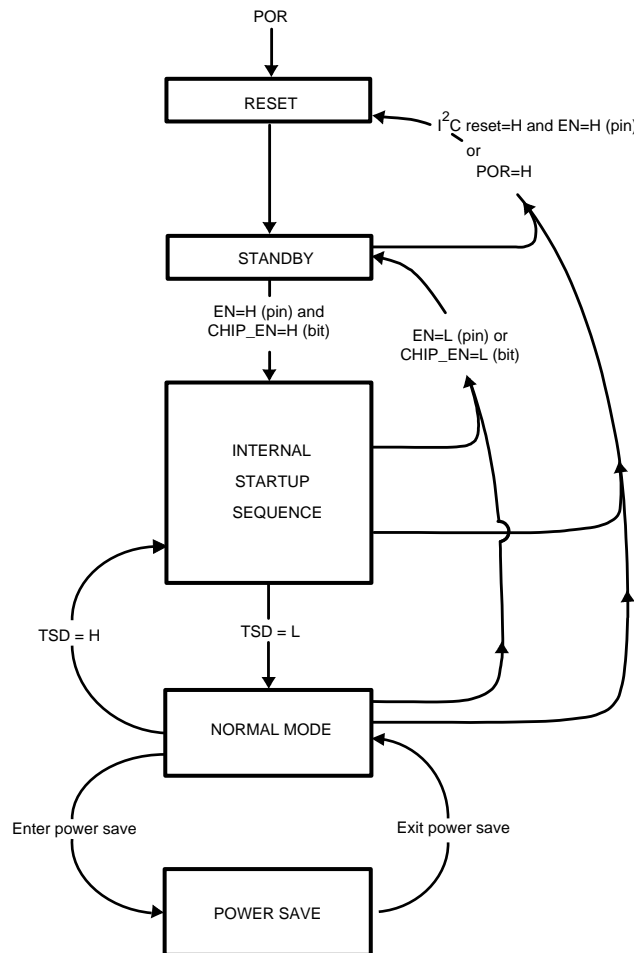 POR
RESET
I2C reset=H and EN=H (pin)
or
POR=H
STANDBY
EN=H (pin) and
CHIP_EN=H (bit)
EN=L (pin) or
CHIP_EN=L (bit)
INTERNAL
STARTUP
SEQUENCE
TSD = H
TSD = L
NORMAL MODE
Enter power save
Exit power save
POWER SAVE